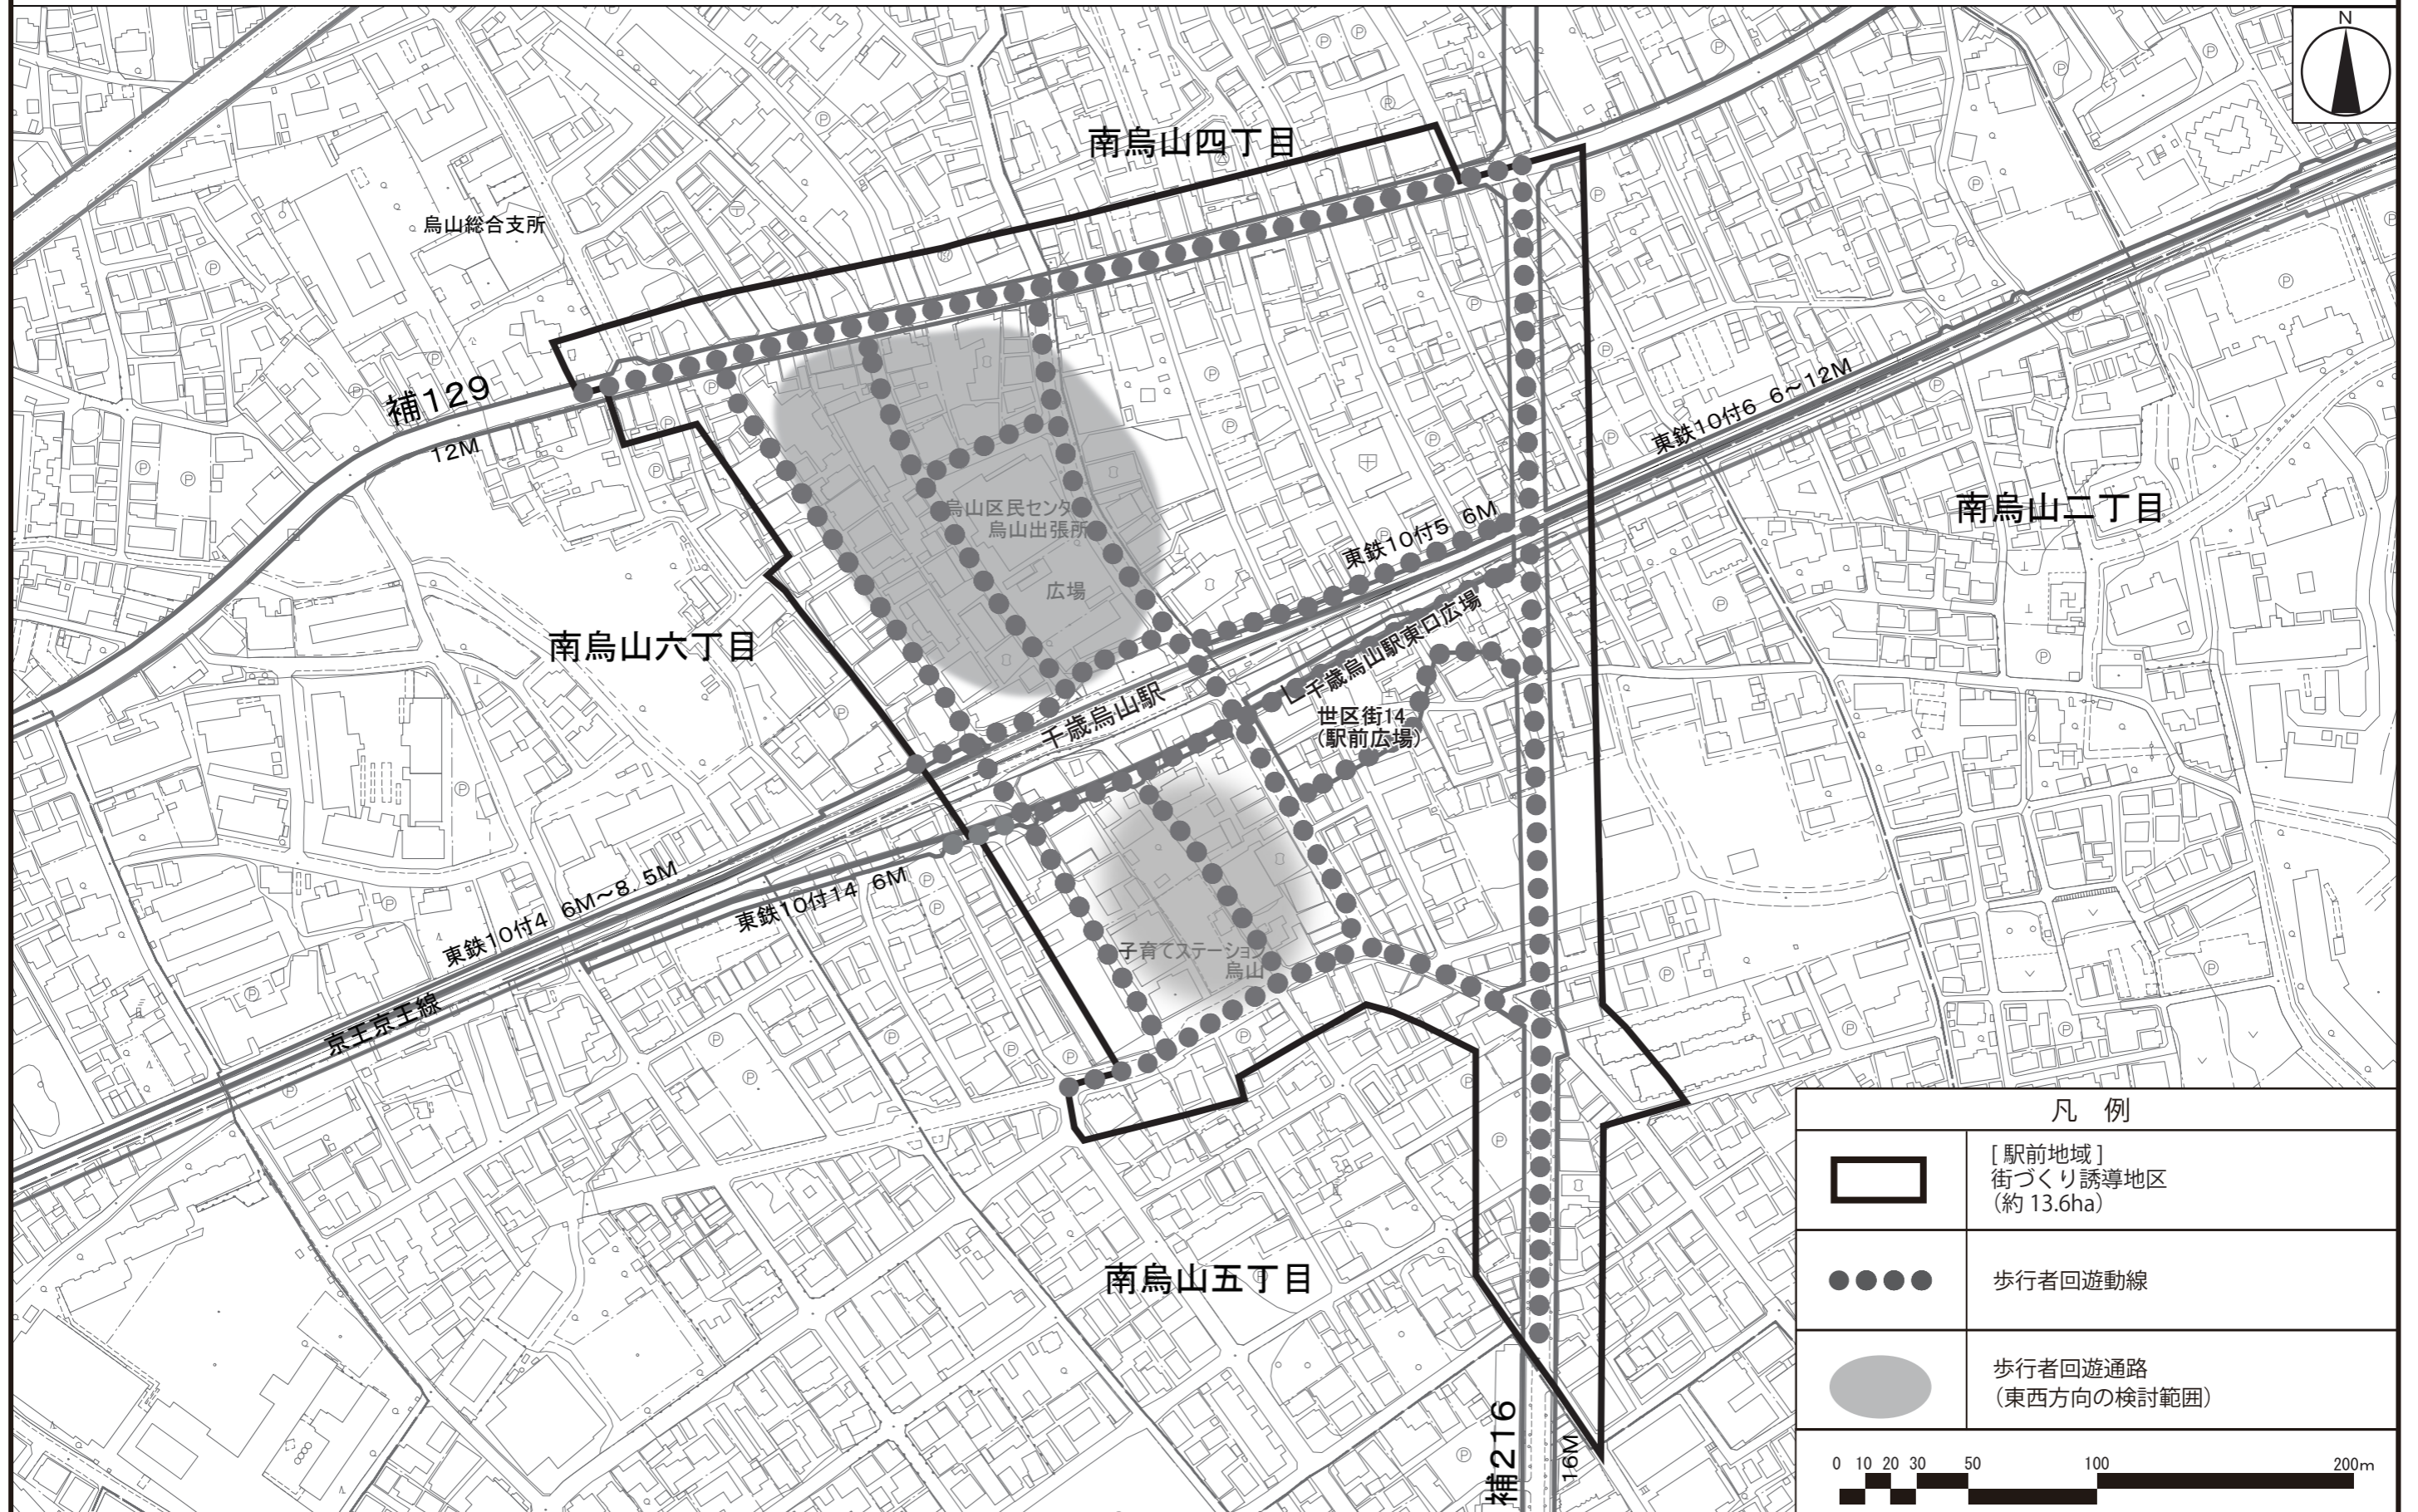 N
南烏山四丁目
烏山総合支所
補129
12M
東鉄10付6 6～12M
南烏山二丁目
烏山区民センター
烏山出張所
東鉄10付5 6M
広場
千歳烏山駅東口広場
南烏山六丁目
千歳烏山駅
世区街14
(駅前広場)
東鉄10付4 6M～8.5M
東鉄10付14 6M
子育てステーション
烏山
京王京王線
南烏山五丁目
補216
16M
凡 例
[ 駅前地域 ]
街づくり誘導地区
(約 13.6ha)
歩行者回遊動線
歩行者回遊通路
(東西方向の検討範囲)
0 10 20 30 50 100 200m